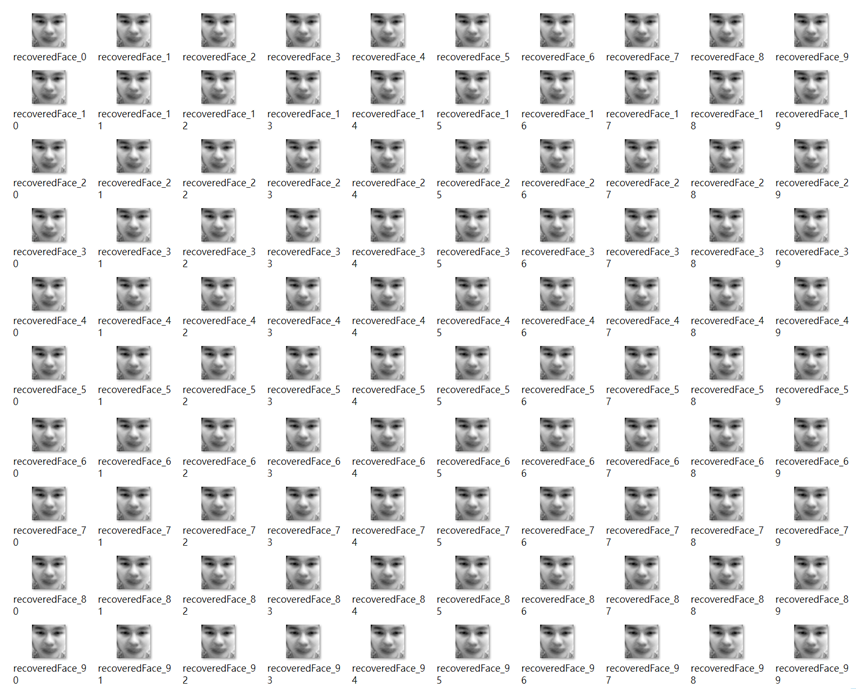 recoveredFace_0 recoveredFace_1 recoveredFace_2 recoveredFace_3 recoveredFace_4 recoveredFace_5 recoveredFace_6 recoveredFace_7 recoveredFace_8 recoveredFace_9
recoveredFace_1 recoveredFace_1 recoveredFace_1 recoveredFace_1 recoveredFace_1 recoveredFace_1 recoveredFace_1 recoveredFace_1 recoveredFace_1 recoveredFace_1
0 1 2 3 4 5 6 7 8 9
recoveredFace_2 recoveredFace_2 recoveredFace_2 recoveredFace_2 recoveredFace_2 recoveredFace_2 recoveredFace_2 recoveredFace_2 recoveredFace_2 recoveredFace_2
0 1 2 3 4 5 6 7 8 9
recoveredFace_3 recoveredFace_3 recoveredFace_3 recoveredFace_3 recoveredFace_3 recoveredFace_3 recoveredFace_3 recoveredFace_3 recoveredFace_3 recoveredFace_3
0 1 2 3 4 5 6 7 8 9
recoveredFace_4 recoveredFace_4 recoveredFace_4 recoveredFace_4 recoveredFace_4 recoveredFace_4 recoveredFace_4 recoveredFace_4 recoveredFace_4 recoveredFace_4
0 1 2 3 4 5 6 7 8 9
recoveredFace_5 recoveredFace_5 recoveredFace_5 recoveredFace_5 recoveredFace_5 recoveredFace_5 recoveredFace_5 recoveredFace_5 recoveredFace_5 recoveredFace_5
0 1 2 3 4 5 6 7 8 9
recoveredFace_6 recoveredFace_6 recoveredFace_6 recoveredFace_6 recoveredFace_6 recoveredFace_6 recoveredFace_6 recoveredFace_6 recoveredFace_6 recoveredFace_6
0 1 2 3 4 5 6 7 8 9
recoveredFace_7 recoveredFace_7 recoveredFace_7 recoveredFace_7 recoveredFace_7 recoveredFace_7 recoveredFace_7 recoveredFace_7 recoveredFace_7 recoveredFace_7
0 1 2 3 4 5 6 7 8 9
recoveredFace_8 recoveredFace_8 recoveredFace_8 recoveredFace_8 recoveredFace_8 recoveredFace_8 recoveredFace_8 recoveredFace_8 recoveredFace_8 recoveredFace_8
0 1 2 3 4 5 6 7 8 9
recoveredFace_9 recoveredFace_9 recoveredFace_9 recoveredFace_9 recoveredFace_9 recoveredFace_9 recoveredFace_9 recoveredFace_9 recoveredFace_9 recoveredFace_9
0 1 2 3 4 5 6 7 8 9